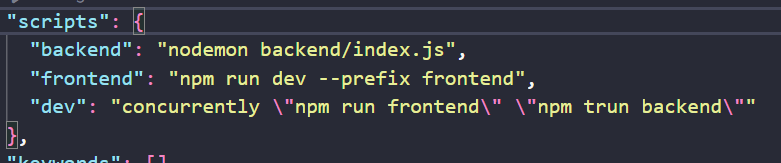 "scripts": {
"backend": "nodemon backend/index.js",
"frontend": "npm run dev --prefix frontend",
"dev": "concurrently \"npm run frontend\" \"npm trun backend\""
},
"keywords": [],